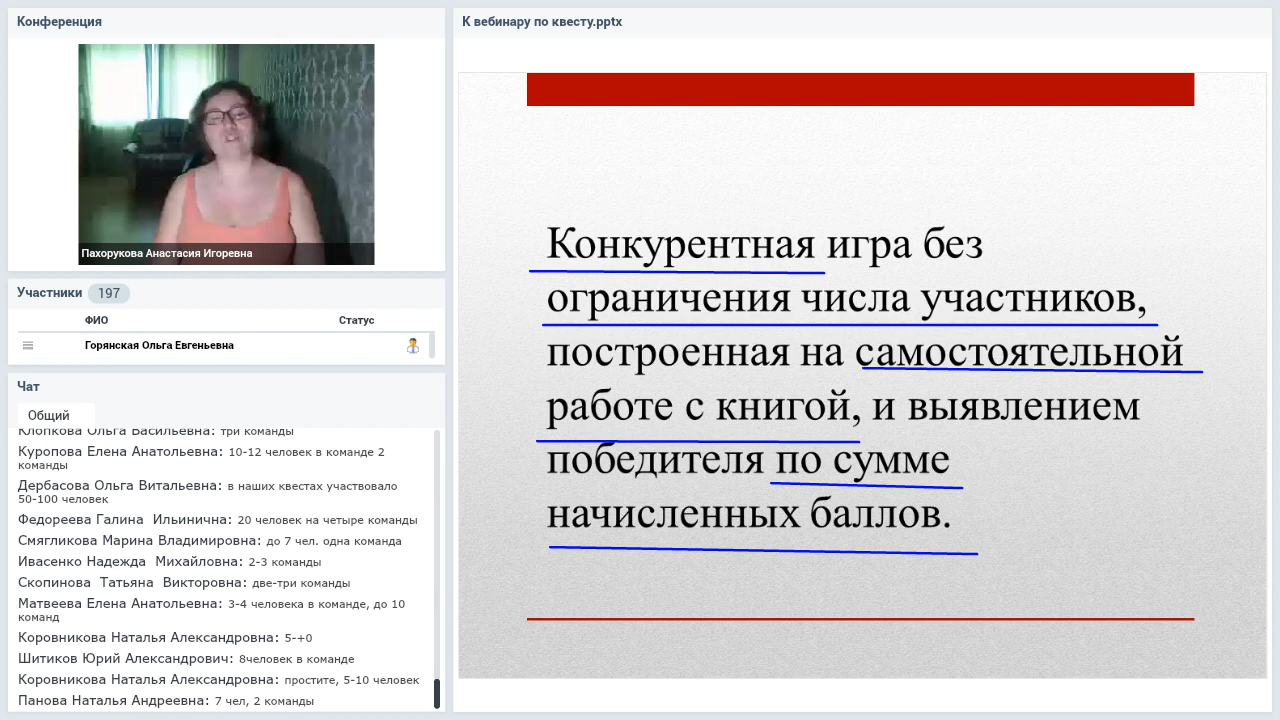 Конференция
Пахорукова Анастасия Игоревна
Участники 197
ФИО Статус
Горянская Ольга Евгеньевна
Чат
Общий
Клопкова Ольга Васильевна: три команды
Куропова Елена Анатольевна: 10-12 человек в команде 2
команды
Дербасова Ольга Витальевна: в наших квестах участвовало
50-100 человек
Федореева Галина Ильинична: 20 человек на четыре команды
Смягликова Марина Владимировна: до 7 чел. одна команда
Ивасенко Надежда Михайловна: 2-3 команды
Скопинова Татьяна Викторовна: две-три команды
Матвеева Елена Анатольевна: 3-4 человека в команде, до 10
команд
Коровникова Наталья Александровна: 5-+0
Шитиков Юрий Александрович: 8человек в команде
Коровникова Наталья Александровна: простите, 5-10 человек
Панова Наталья Андреевна: 7 чел, 2 команды
К вебинару по квесту.pptx
Конкурентная игра без
ограничения числа участников,
построенная на самостоятельной
работе с книгой, и выявлением
победителя по сумме
начисленных баллов.